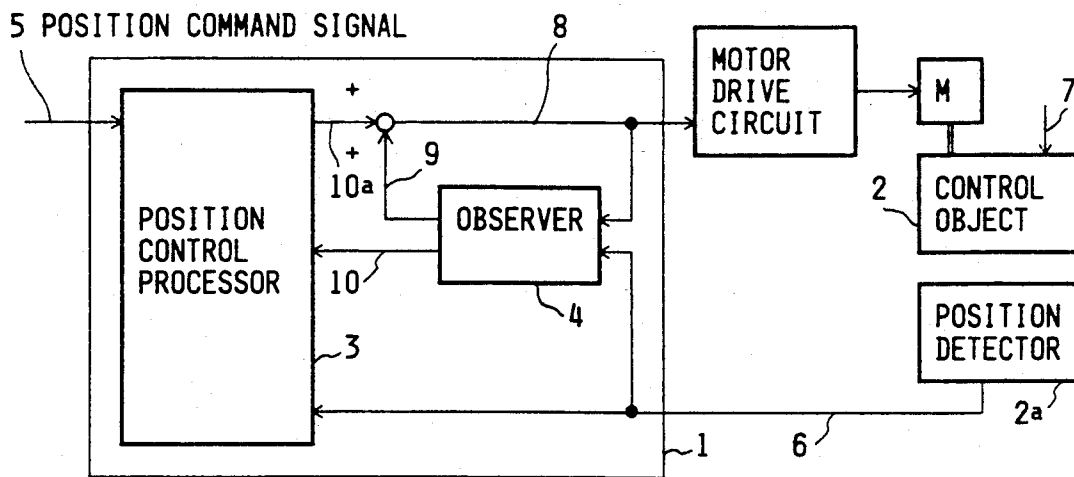 5 POSITION COMMAND SIGNAL
8
MOTOR
DRIVE
CIRCUIT
M
7
+
+
10a
9
POSITION
CONTROL
PROCESSOR
OBSERVER
10
4
3
2
CONTROL
OBJECT
POSITION
DETECTOR
2a
6
1